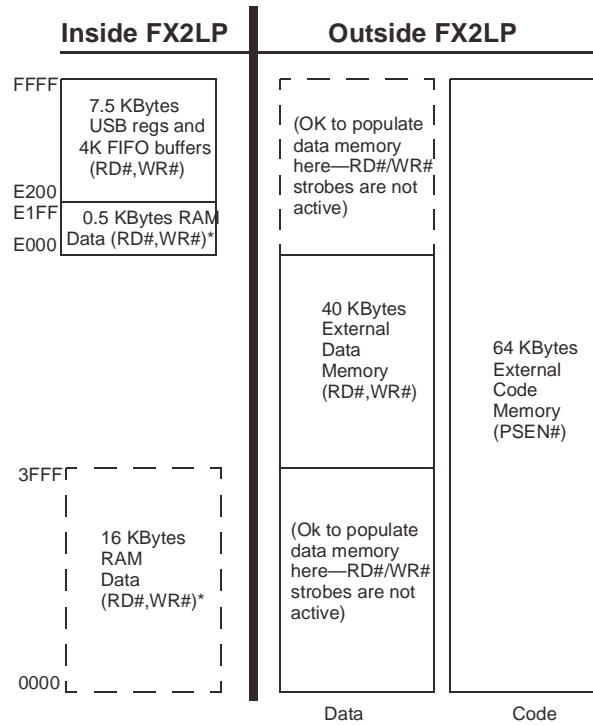 Inside FX2LP
Outside FX2LP
FFFF
7.5 KBytes
USB regs and
4K FIFO buffers
(RD#,WR#)
E200
E1FF
0.5 KBytes RAM
Data (RD#,WR#)*
E000
(OK to populate
data memory
here—RD#/WR#
strobes are not
active)
40 KBytes
External
Data
Memory
(RD#,WR#)
64 KBytes
External
Code
Memory
(PSEN#)
3FFF
16 KBytes
RAM
Data
(RD#,WR#)*
(Ok to populate
data memory
here—RD#/WR#
strobes are not
active)
0000
Data
Code